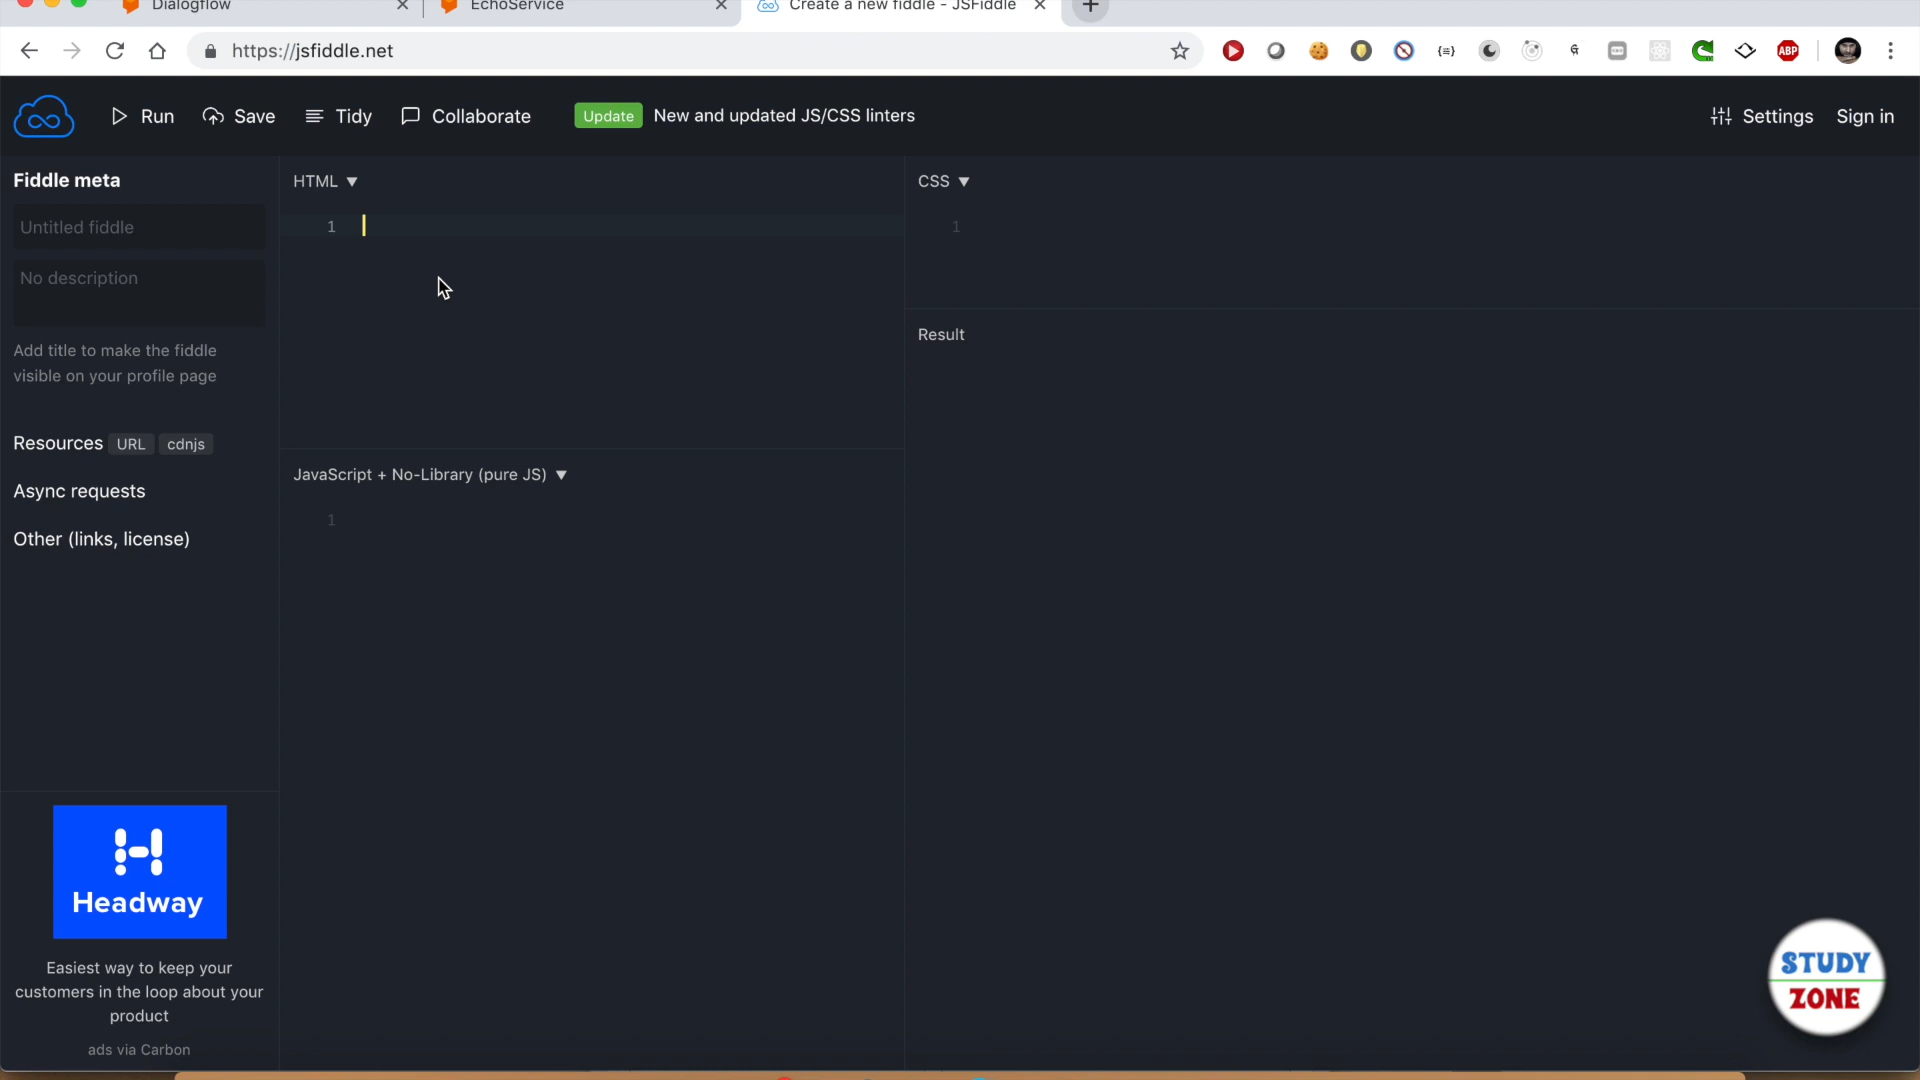 Dialogflow
EchoService
Create a new fiddle - JSFiddle
https://jsfiddle.net
ABP
Run
Save
Tidy
Collaborate
Update
New and updated JS/CSS linters
Settings
Sign in
Fiddle meta
Untitled fiddle
No description
Add title to make the fiddle
visible on your profile page
Resources URL cdnjs
Async requests
Other (links, license)
HTML ▼
1
CSS ▼
1
Result
JavaScript + No-Library (pure JS) ▼
1
Headway
Easiest way to keep your
customers in the loop about your
product
ads via Carbon
STUDY
ZONE